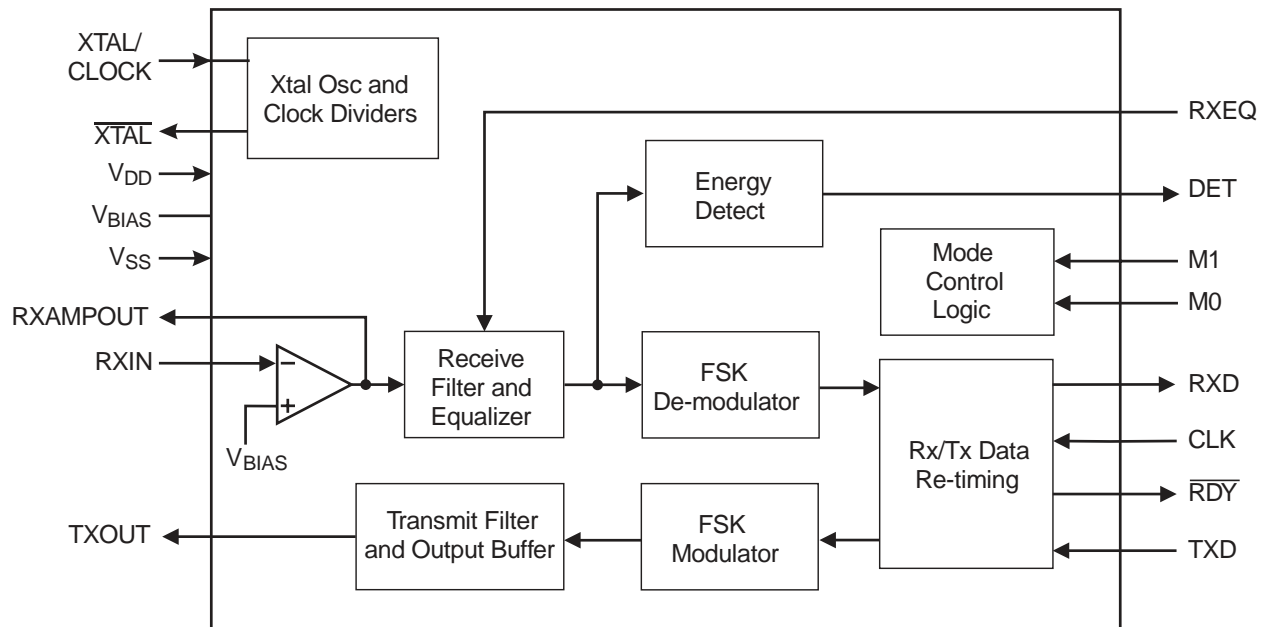 XTAL/
CLOCK
XTAL
VDD
VBIAS
VSS
RXAMPOUT
RXIN
TXOUT
Xtal Osc and
Clock Dividers
Energy
Detect
Mode
Control
Logic
−
+
VBIAS
Receive
Filter and
Equalizer
FSK
De-modulator
Rx/Tx Data
Re-timing
Transmit Filter
and Output Buffer
FSK
Modulator
RXEQ
DET
M1
M0
RXD
CLK
RDY
TXD